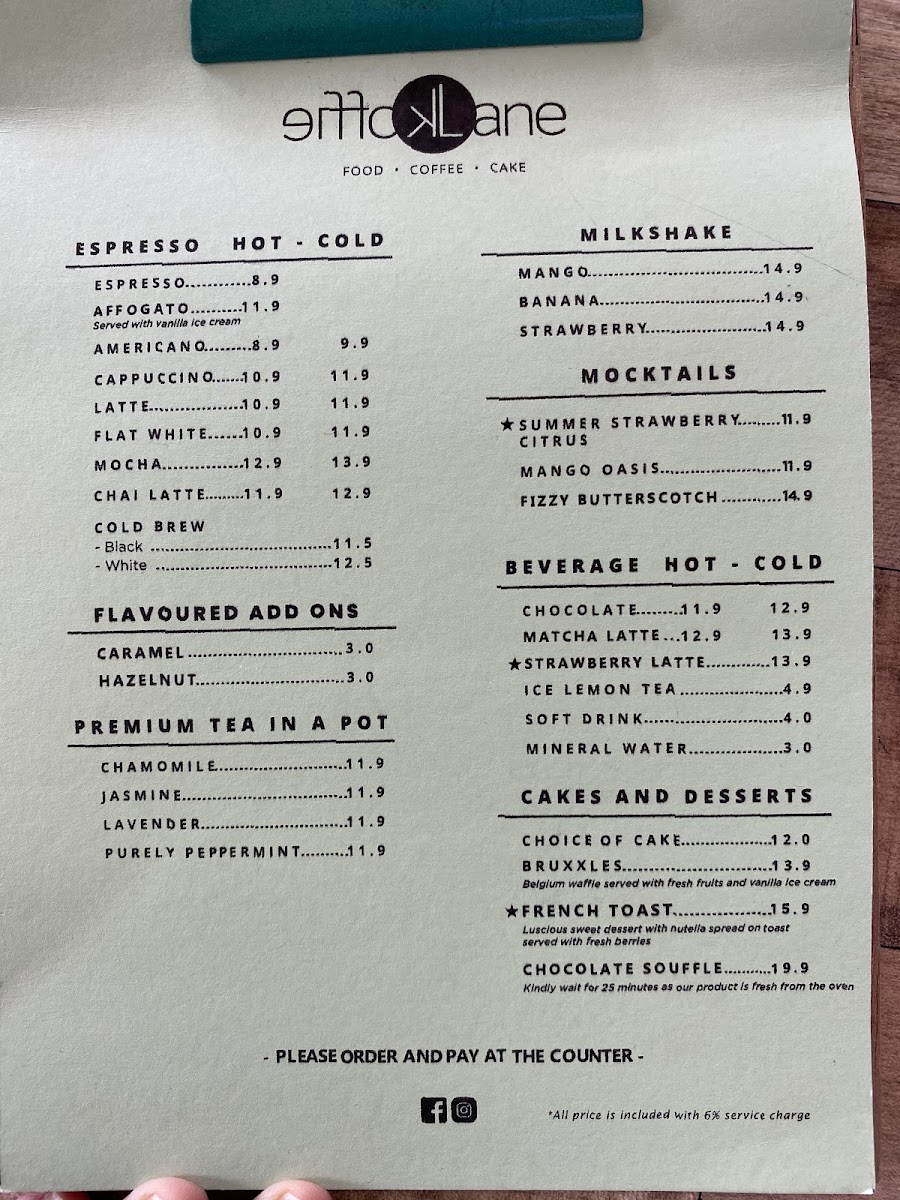 Koffie Lane
FOOD · COFFEE · CAKE
ESPRESSO HOT - COLD
ESPRESSO............8.9
AFFOGATO..........11.9
Served with vanilla ice cream
AMERICANO.........8.9 9.9
CAPPUCCINO......10.9 11.9
LATTE..................10.9 11.9
FLAT WHITE.......10.9 11.9
MOCHA...............12.9 13.9
CHAI LATTE........11.9 12.9
COLD BREW
- Black ..................................11.5
- White .................................12.5
FLAVOURED ADD ONS
CARAMEL.............................3.0
HAZELNUT............................3.0
PREMIUM TEA IN A POT
CHAMOMILE........................11.9
JASMINE...............................11.9
LAVENDER...........................11.9
PURELY PEPPERMINT.........11.9
MILKSHAKE
MANGO.................................14.9
BANANA...............................14.9
STRAWBERRY......................14.9
MOCKTAILS
★SUMMER STRAWBERRY.........11.9
CITRUS
MANGO OASIS.......................11.9
FIZZY BUTTERSCOTCH...........14.9
BEVERAGE HOT - COLD
CHOCOLATE........11.9 12.9
MATCHA LATTE...12.9 13.9
★STRAWBERRY LATTE............13.9
ICE LEMON TEA...................4.9
SOFT DRINK..........................4.0
MINERAL WATER..................3.0
CAKES AND DESSERTS
CHOICE OF CAKE.................12.0
BRUXXLES............................13.9
Belgium waffle served with fresh fruits and vanilla ice cream
★FRENCH TOAST...................15.9
Luscious sweet dessert with nutella spread on toast
served with fresh berries
CHOCOLATE SOUFFLE.........19.9
Kindly wait for 25 minutes as our product is fresh from the oven
- PLEASE ORDER AND PAY AT THE COUNTER -
*All price is included with 6% service charge